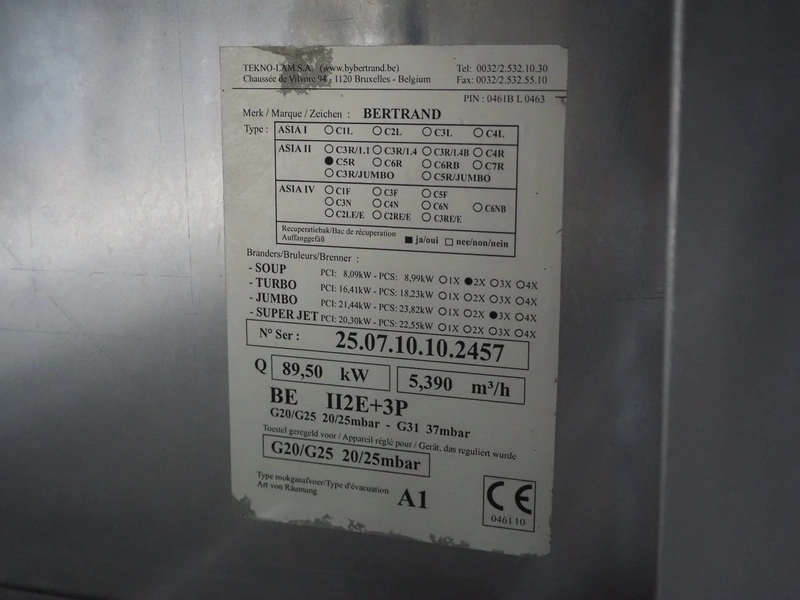 TEKNO-LAM S.A. (www.bybertrand.be) Tel: 0032/2.532.10.30
Chaussée de Vilvore 94 - 1120 Bruxelles - Belgium Fax: 0032/2.532.55.10
PIN : 0461B L 0463
Merk / Marque / Zeichen : BERTRAND
Type : ASIA I ○ C1L ○ C2L ○ C3L ○ C4L
ASIA II ○ C3R/1.1 ○ C3R/1.4 ○ C3R/1.4B ○ C4R
● C5R ○ C6R ○ C6RB ○ C7R
○ C3R/JUMBO ○ C5R/JUMBO
ASIA IV ○ C1F ○ C3F ○ C5F
○ C3N ○ C4N ○ C6N ○ C6NB
○ C2LE/E ○ C2RE/E ○ C3RE/E
Recuperatiebak/Bac de récuperation
Auffanggefäß ■ ja/oui □ nee/non/nein
Branders/Bruleurs/Brenner :
- SOUP PCI: 8,09kW - PCS: 8,99kW ○1X ●2X ○3X ○4X
- TURBO PCI: 16,41kW - PCS: 18,23kW ○1X ○2X ○3X ○4X
- JUMBO PCI: 21,44kW - PCS: 23,82kW ○1X ○2X ●3X ○4X
- SUPER JET PCI: 20,30kW - PCS: 22,55kW ○1X ○2X ○3X ○4X
N° Ser : 25.07.10.10.2457
Q 89,50 kW 5,390 m³/h
BE II2E+3P
G20/G25 20/25mbar - G31 37mbar
Toestel geregeld voor / Appareil réglé pour / Gerät, das reguliert wurde
G20/G25 20/25mbar
Type rookgasafvoer/Type d'évacuation
Art von Räumung A1
CE
0461 10